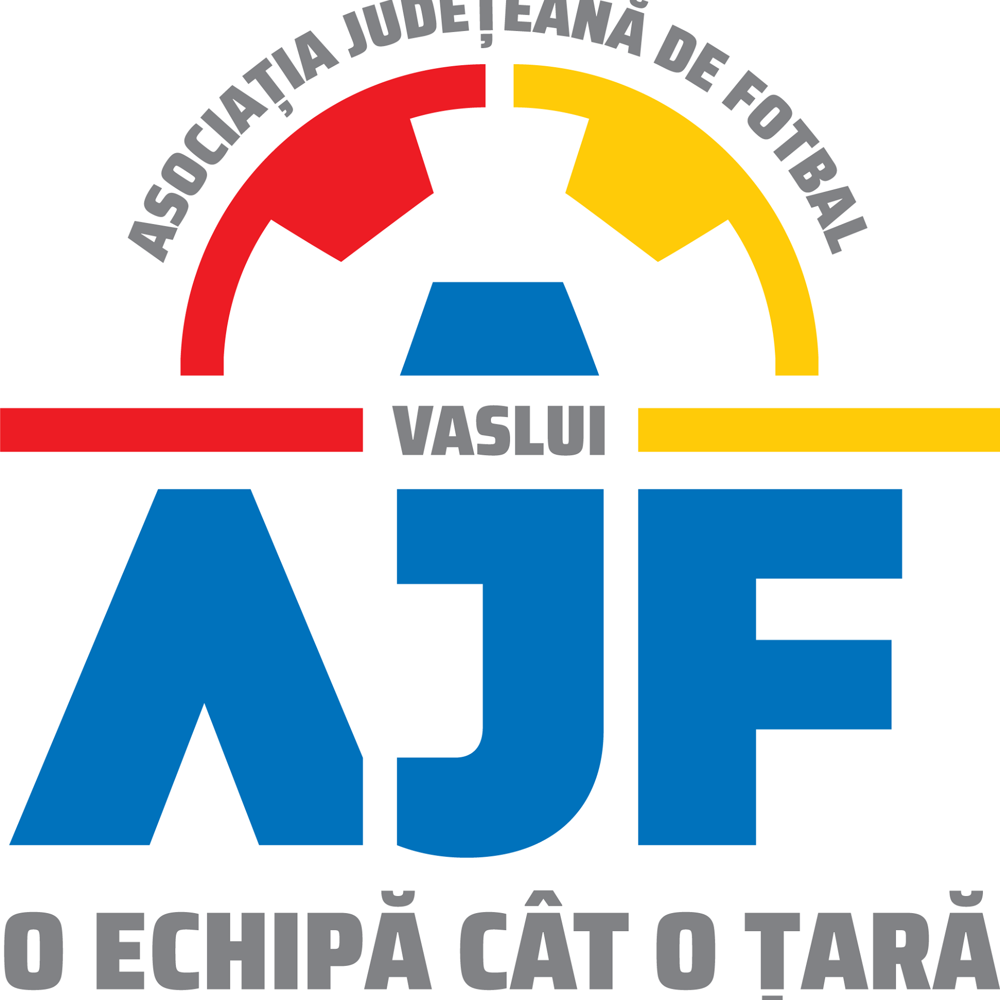 ASOCIAȚIA JUDEȚEANĂ DE FOTBAL
VASLUI
AJF
O ECHIPĂ CÂT O ȚARĂ